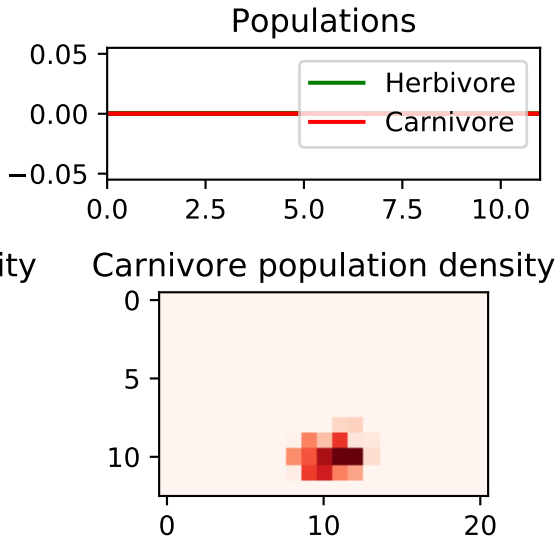 Populations
0.05
0.00
−0.05
Herbivore
Carnivore
0.0 2.5 5.0 7.5 10.0
ity Carnivore population density
0
5
10
0 10 20